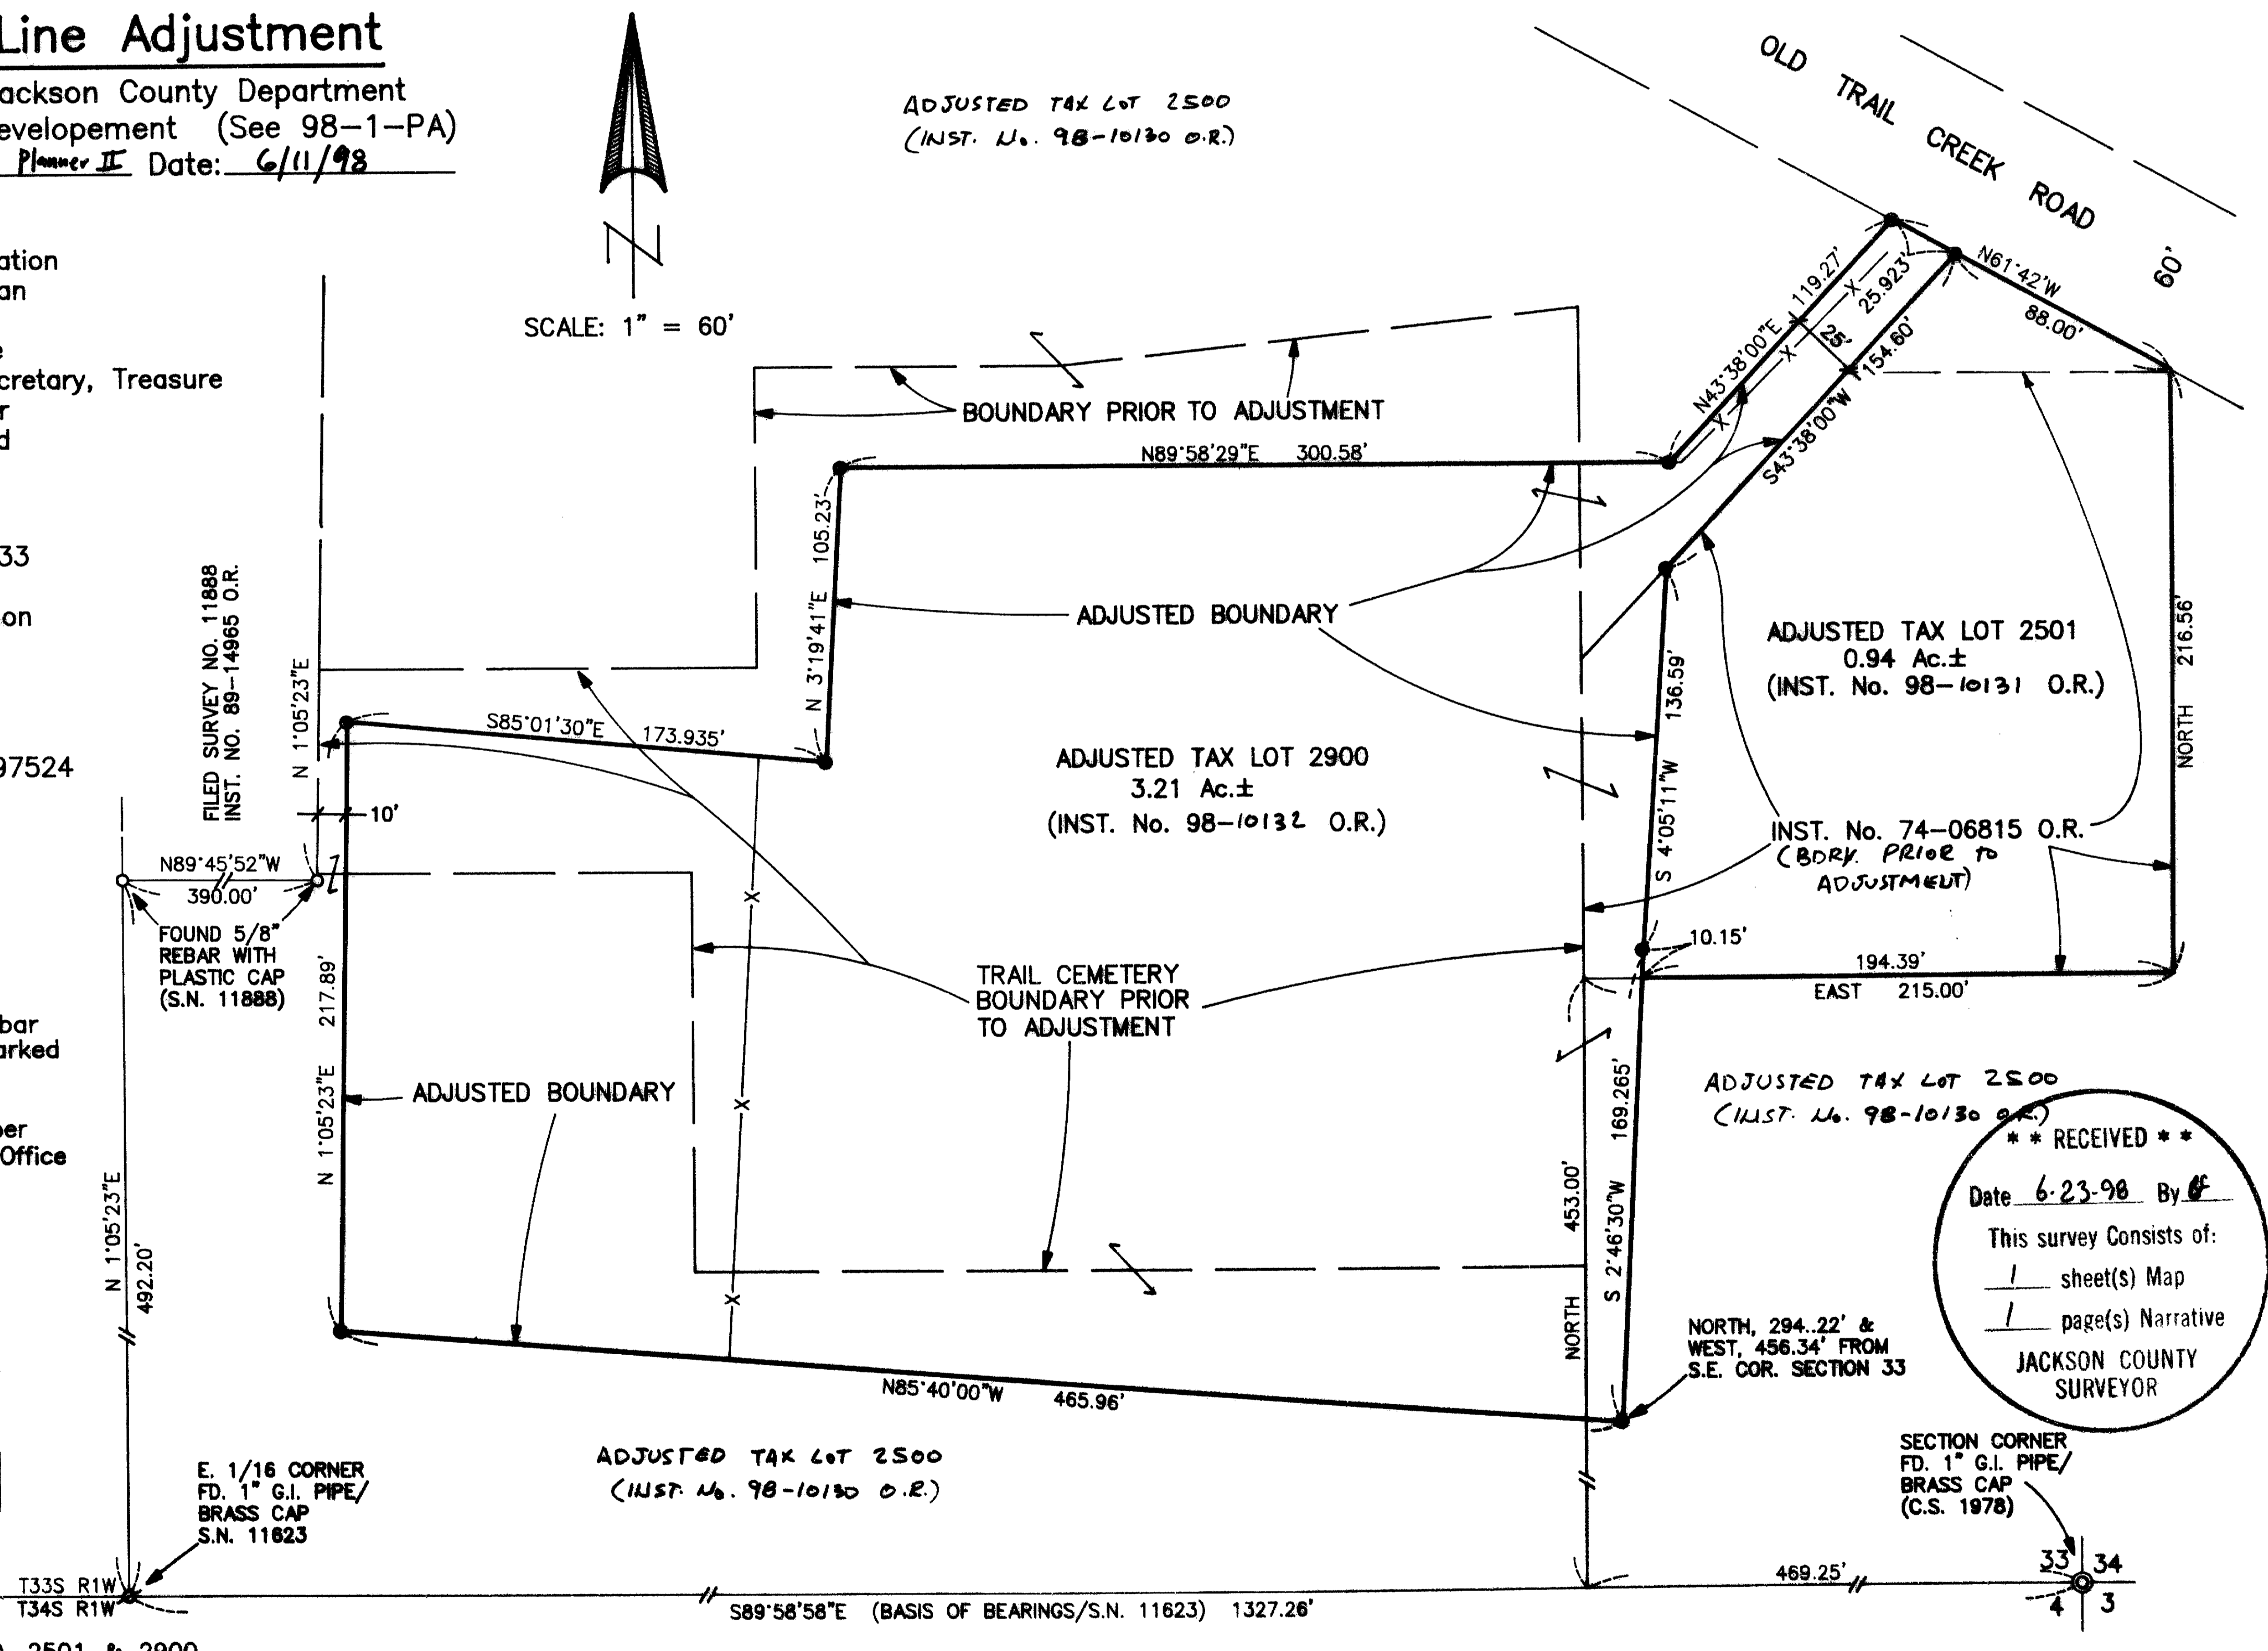 Line Adjustment
ackson County Department
evelopement (See 98-1-PA)
Planner II Date: 6/11/98
ation
an
e
cretary, Treasure
r
d
33
on
97524
bar
arked
per
Office
SCALE: 1" = 60'
ADJUSTED TAX LOT 2500
(INST. No. 98-10130 O.R.)
OLD TRAIL CREEK ROAD
60'
N61°42'W
88.00'
119.27'
N43°38'00"E
25.923'
25'
154.60'
S43°38'00"W
BOUNDARY PRIOR TO ADJUSTMENT
N89°58'29"E 300.58'
N 3°19'41"E 105.23'
ADJUSTED BOUNDARY
ADJUSTED TAX LOT 2501
0.94 Ac.±
(INST. No. 98-10131 O.R.)
NORTH 216.56'
FILED SURVEY NO. 11888
INST. NO. 89-14965 O.R.
N 1°05'23"E
S85°01'30"E 173.935'
10'
ADJUSTED TAX LOT 2900
3.21 Ac.±
(INST. No. 98-10132 O.R.)
S 4°05'11"W 136.59'
INST. No. 74-06815 O.R.
(BDRY. PRIOR TO
ADJUSTMENT)
N89°45'52"W
390.00'
FOUND 5/8"
REBAR WITH
PLASTIC CAP
(S.N. 11888)
10.15'
194.39'
EAST 215.00'
TRAIL CEMETERY
BOUNDARY PRIOR
TO ADJUSTMENT
N 1°05'23"E 217.89'
ADJUSTED BOUNDARY
S 2°46'30"W 169.265'
NORTH 453.00'
ADJUSTED TAX LOT 2500
(INST. No. 98-10130 O.R.)
* * RECEIVED * *
Date 6-23-98 By
This survey Consists of:
1 sheet(s) Map
1 page(s) Narrative
JACKSON COUNTY
SURVEYOR
N 1°05'23"E
492.20'
NORTH, 294..22' &
WEST, 456.34' FROM
S.E. COR. SECTION 33
N85°40'00"W 465.96'
ADJUSTED TAX LOT 2500
(INST. No. 98-10130 O.R.)
E. 1/16 CORNER
FD. 1" G.I. PIPE/
BRASS CAP
S.N. 11623
SECTION CORNER
FD. 1" G.I. PIPE/
BRASS CAP
(C.S. 1978)
33 34
4 3
T33S R1W
T34S R1W
469.25'
S89°58'58"E (BASIS OF BEARINGS/S.N. 11623) 1327.26'
2501 & 2900